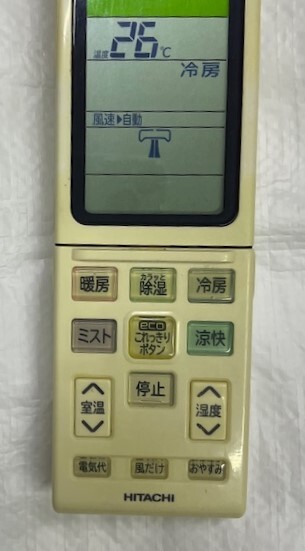 温度 26 ℃
冷房
風速▶自動
暖房 カラッと 除湿 冷房
ミスト eco これっきり ボタン 涼快
停止
室温 湿度
電気代 風だけ おやすみ
HITACHI